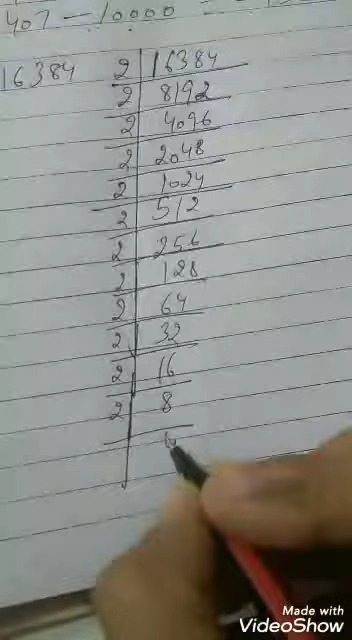 407 - 10000
16384 2 16384
2 8192
2 4096
2 2048
2 1024
2 512
2 256
2 128
2 64
2 32
2 16
2 8
Made with
VideoShow